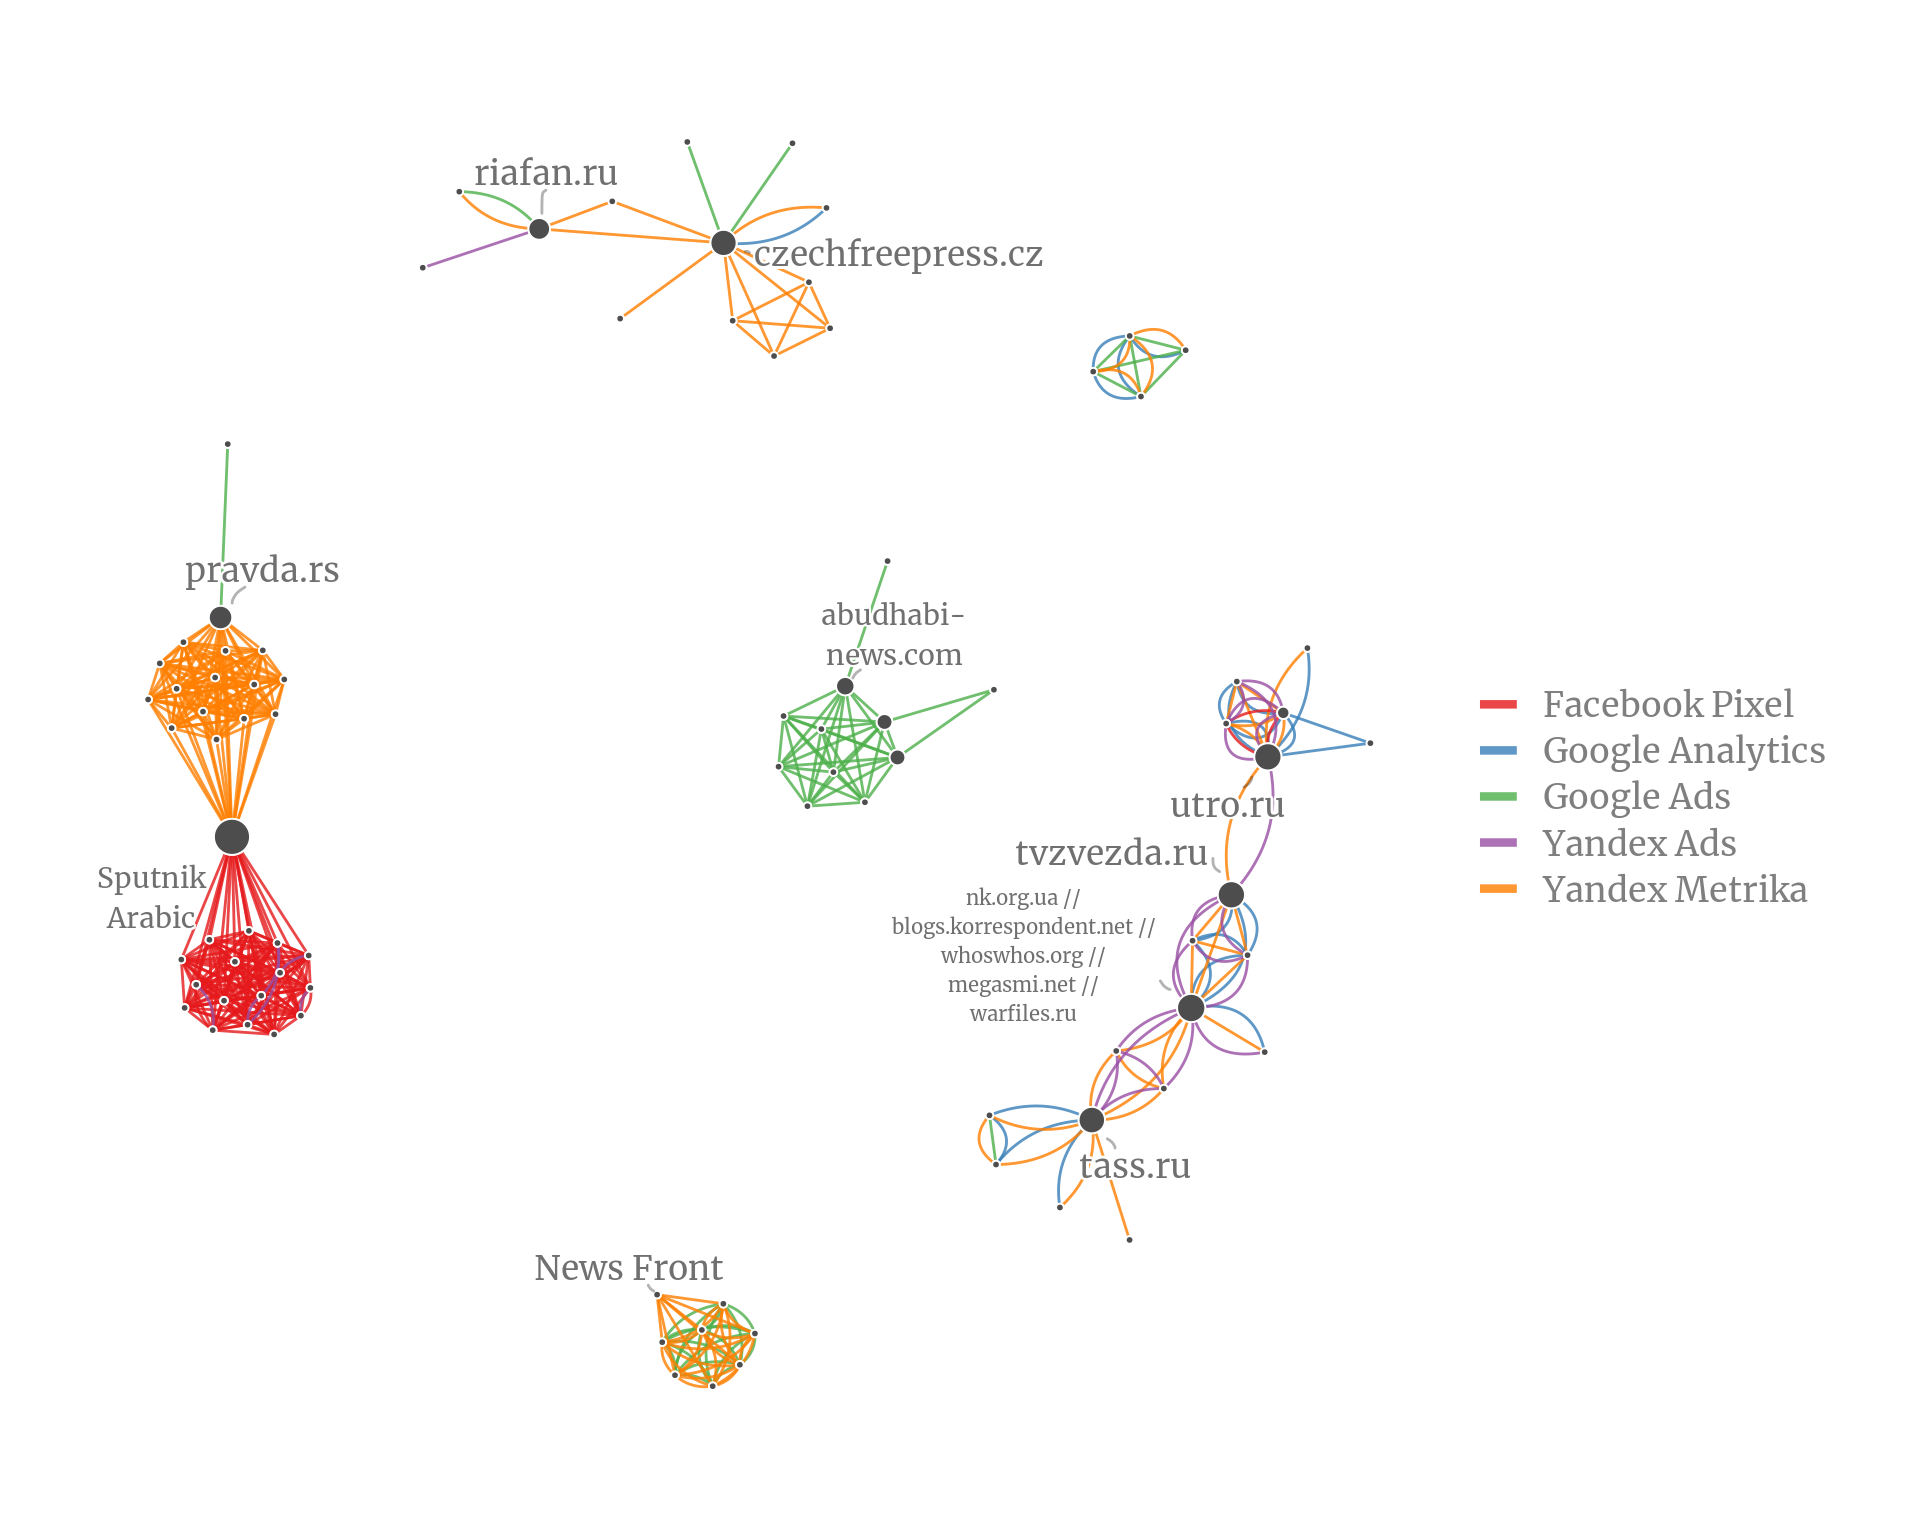 riafan.ru
czechfreepress.cz
pravda.rs
abudhabi-
news.com
Facebook Pixel
Google Analytics
Google Ads
Yandex Ads
Yandex Metrika
utro.ru
tvzvezda.ru
Sputnik
Arabic
nk.org.ua //
blogs.korrespondent.net //
whoswhos.org //
megasmi.net //
warfiles.ru
tass.ru
News Front